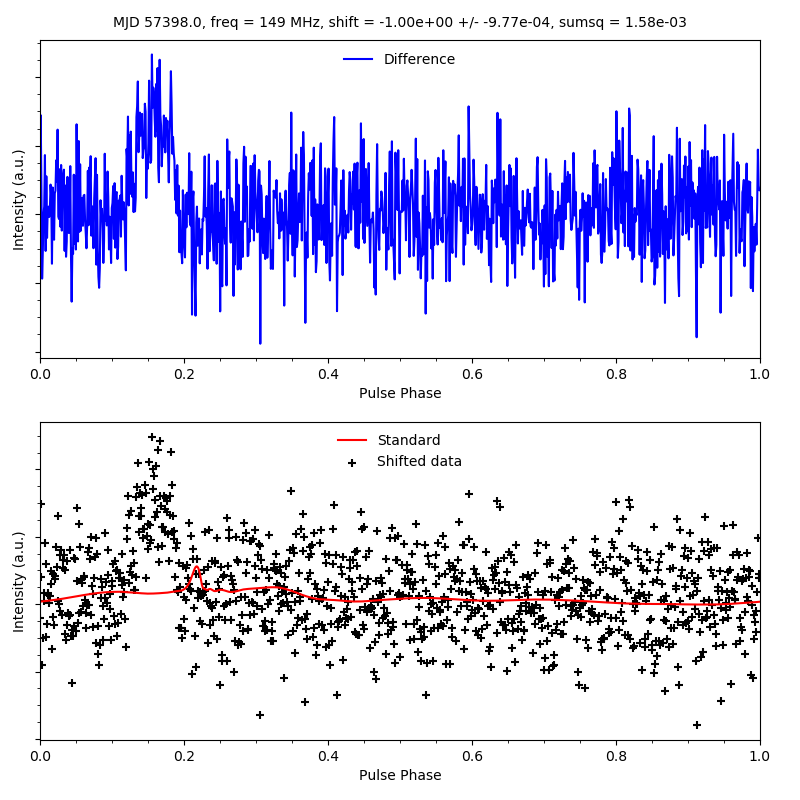 MJD 57398.0, freq = 149 MHz, shift = -1.00e+00 +/- -9.77e-04, sumsq = 1.58e-03
Difference
Intensity (a.u.)
0.0 0.2 0.4 0.6 0.8 1.0
Pulse Phase
Standard
Shifted data
Intensity (a.u.)
0.0 0.2 0.4 0.6 0.8 1.0
Pulse Phase